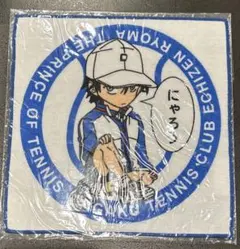 THE PRINCE OF TENNIS
CLUB ECHIZEN RYOMA
TENNIS
にゃろう